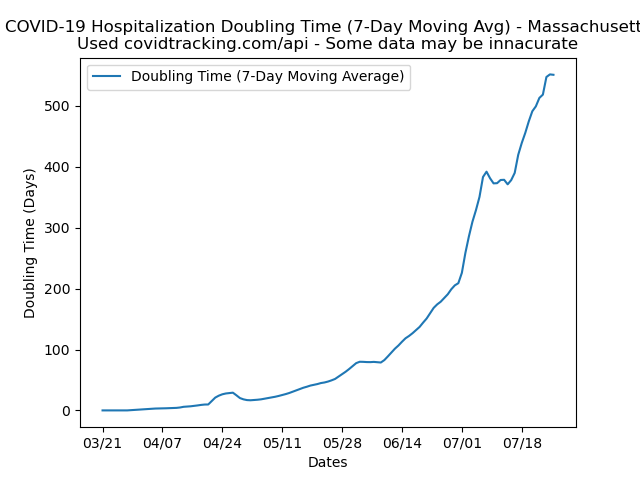 COVID-19 Hospitalization Doubling Time (7-Day Moving Avg) - Massachusett
Used covidtracking.com/api - Some data may be innacurate
Doubling Time (7-Day Moving Average)
Doubling Time (Days)
500
400
300
200
100
0
03/21 04/07 04/24 05/11 05/28 06/14 07/01 07/18
Dates